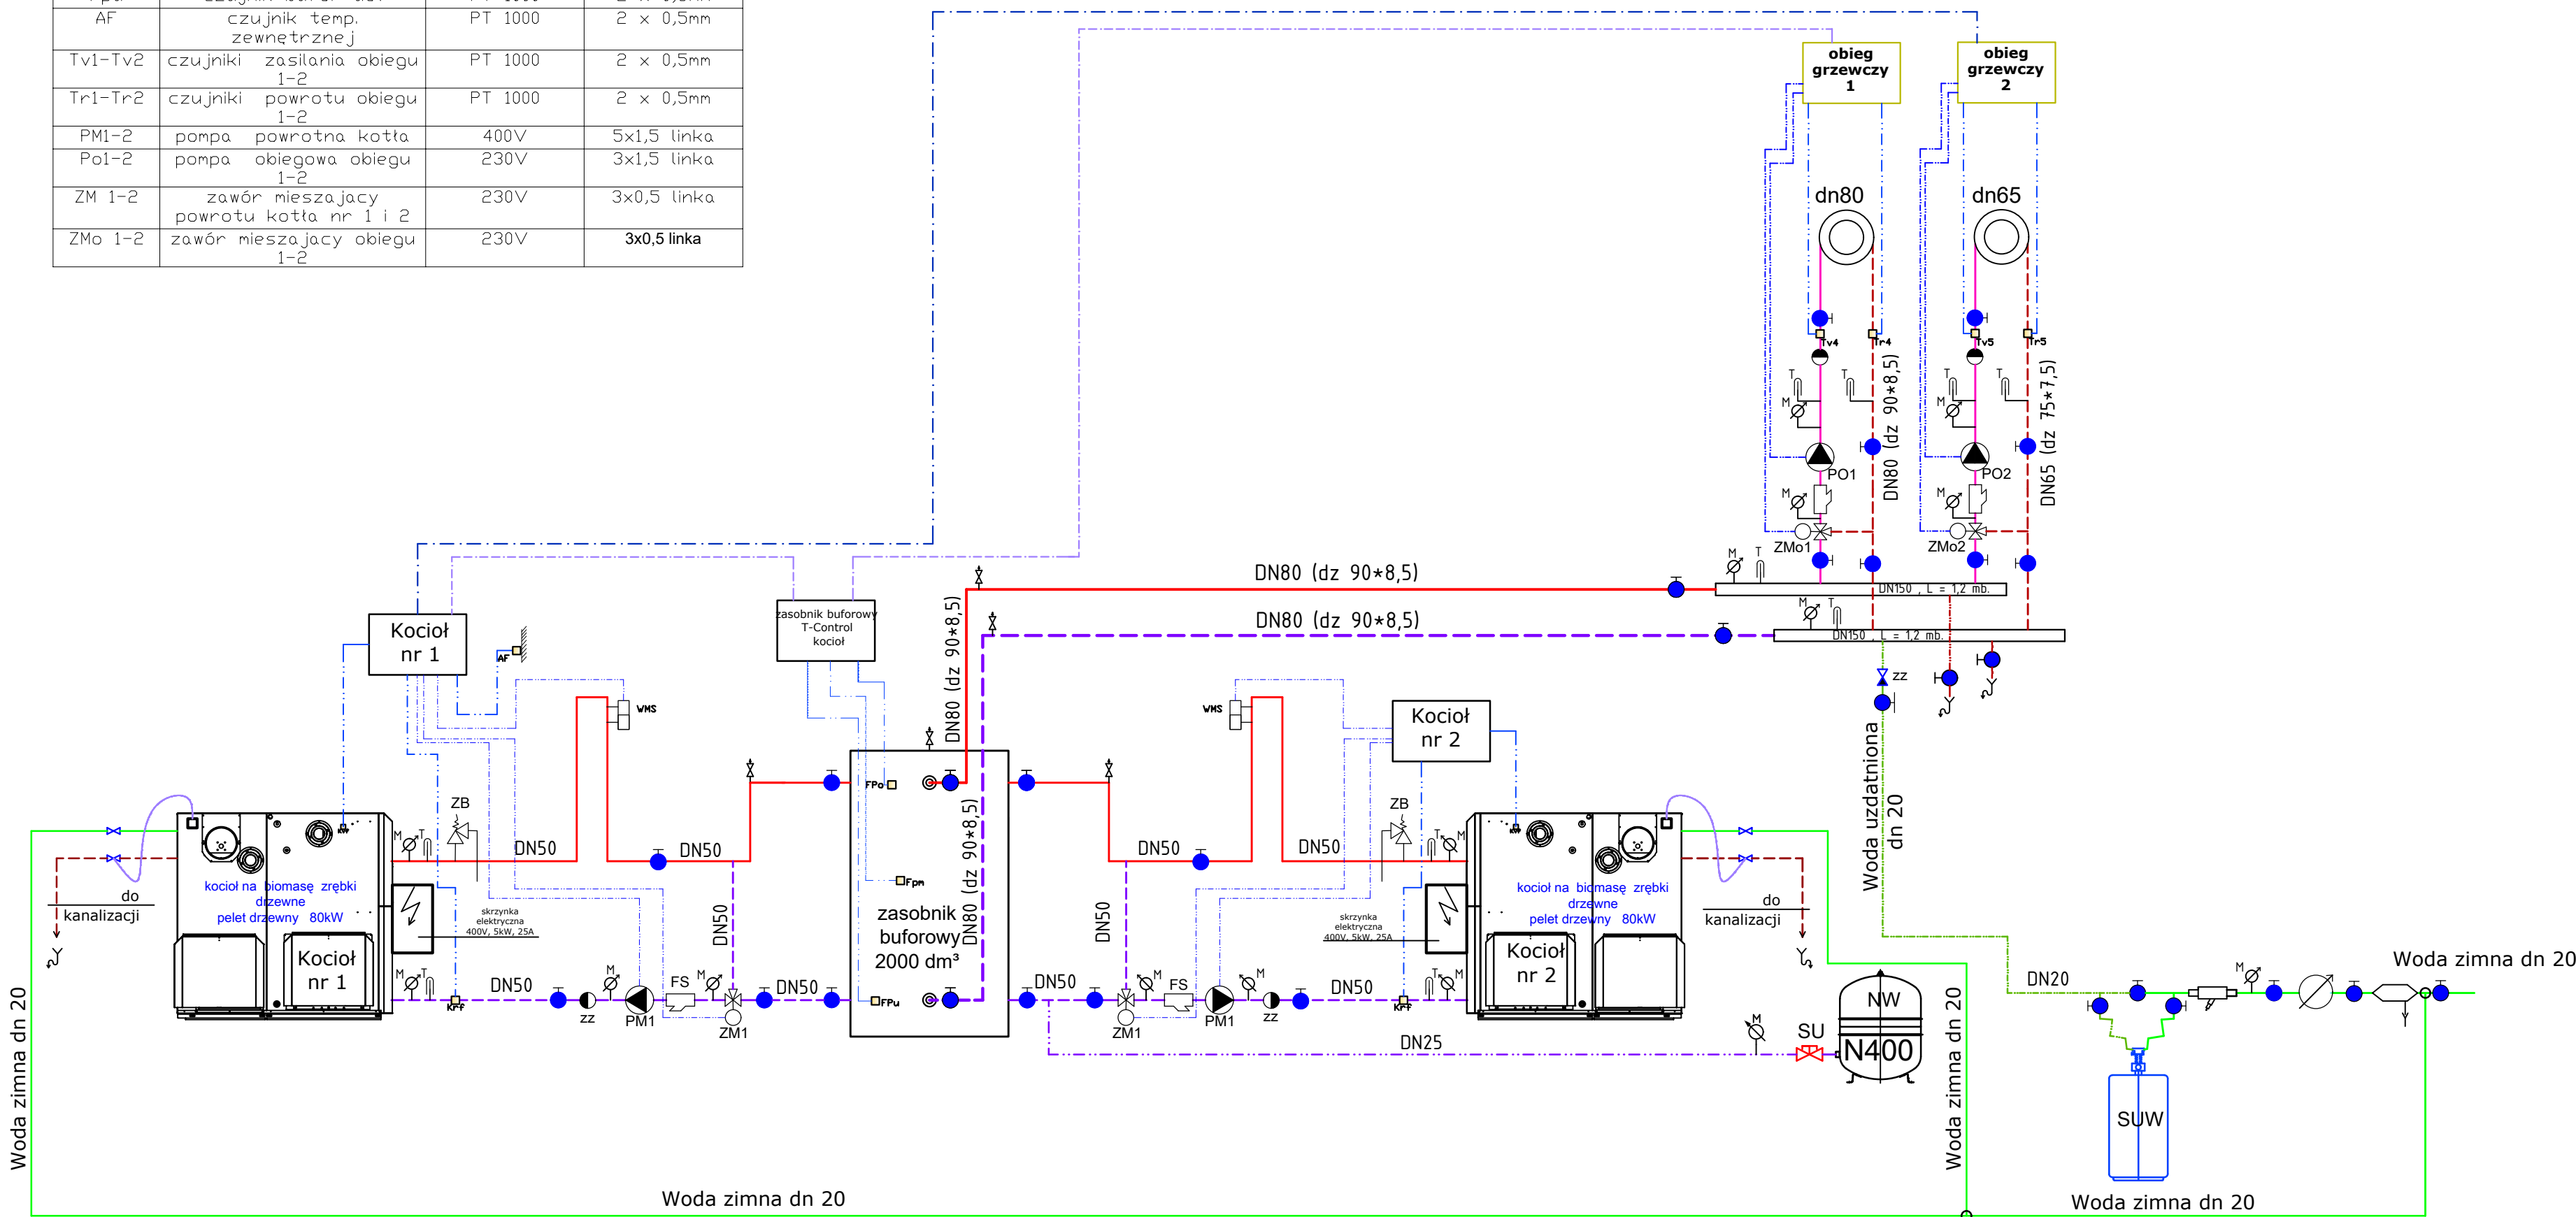 AF czujnik temp. PT 1000 2 x 0,5mm
zewnętrznej
Tv1-Tv2 czujniki zasilania obiegu PT 1000 2 x 0,5mm
1-2
Tr1-Tr2 czujniki powrotu obiegu PT 1000 2 x 0,5mm
1-2
PM1-2 pompa powrotna kotła 400V 5x1,5 linka
Po1-2 pompa obiegowa obiegu 230V 3x1,5 linka
1-2
ZM 1-2 zawór mieszajacy 230V 3x0,5 linka
powrotu kotła nr 1 i 2
ZMo 1-2 zawór mieszajacy obiegu 230V 3x0,5 linka
1-2
obieg
grzewczy
1
obieg
grzewczy
2
dn80
dn65
Tv4
Tr4
Tv5
Tr5
T
T
T
T
M
M
DN80 (dz 90*8,5)
DN65 (dz 75*7,5)
PO1
PO2
M
M
ZMo1
ZMo2
M T
DN150 , L = 1,2 mb.
M T
DN150 , L = 1,2 mb.
DN80 (dz 90*8,5)
DN80 (dz 90*8,5)
DN80 (dz 90*8,5)
DN80 (dz 90*8,5)
zz
Woda uzdatniona
dn 20
Kocioł
nr 1
AF
zasobnik buforowy
T-Control
kocioł
WMS
WMS
Kocioł
nr 2
FPo
Fpm
FPu
zasobnik
buforowy
2000 dm³
ZB
M T
DN50
DN50
DN50
kocioł na biomasę zrębki
drzewne
pelet drzewny 80kW
Kocioł
nr 1
do
kanalizacji
skrzynka
elektryczna
400V, 5kW, 25A
M T
Krf
DN50
zz
M
PM1
FS
M
ZM1
DN50
DN50
DN50
DN50
ZB
DN50
T M
DN50
ZM1
M
FS
PM1
M
zz
DN50
Krf
T M
skrzynka
elektryczna
400V, 5kW, 25A
kocioł na biomasę zrębki
drzewne
pelet drzewny 80kW
Kocioł
nr 2
do
kanalizacji
DN25
M
SU
NW
N400
Woda zimna dn 20
Woda zimna dn 20
DN20
M
Woda zimna dn 20
SUW
Woda zimna dn 20
Woda zimna dn 20